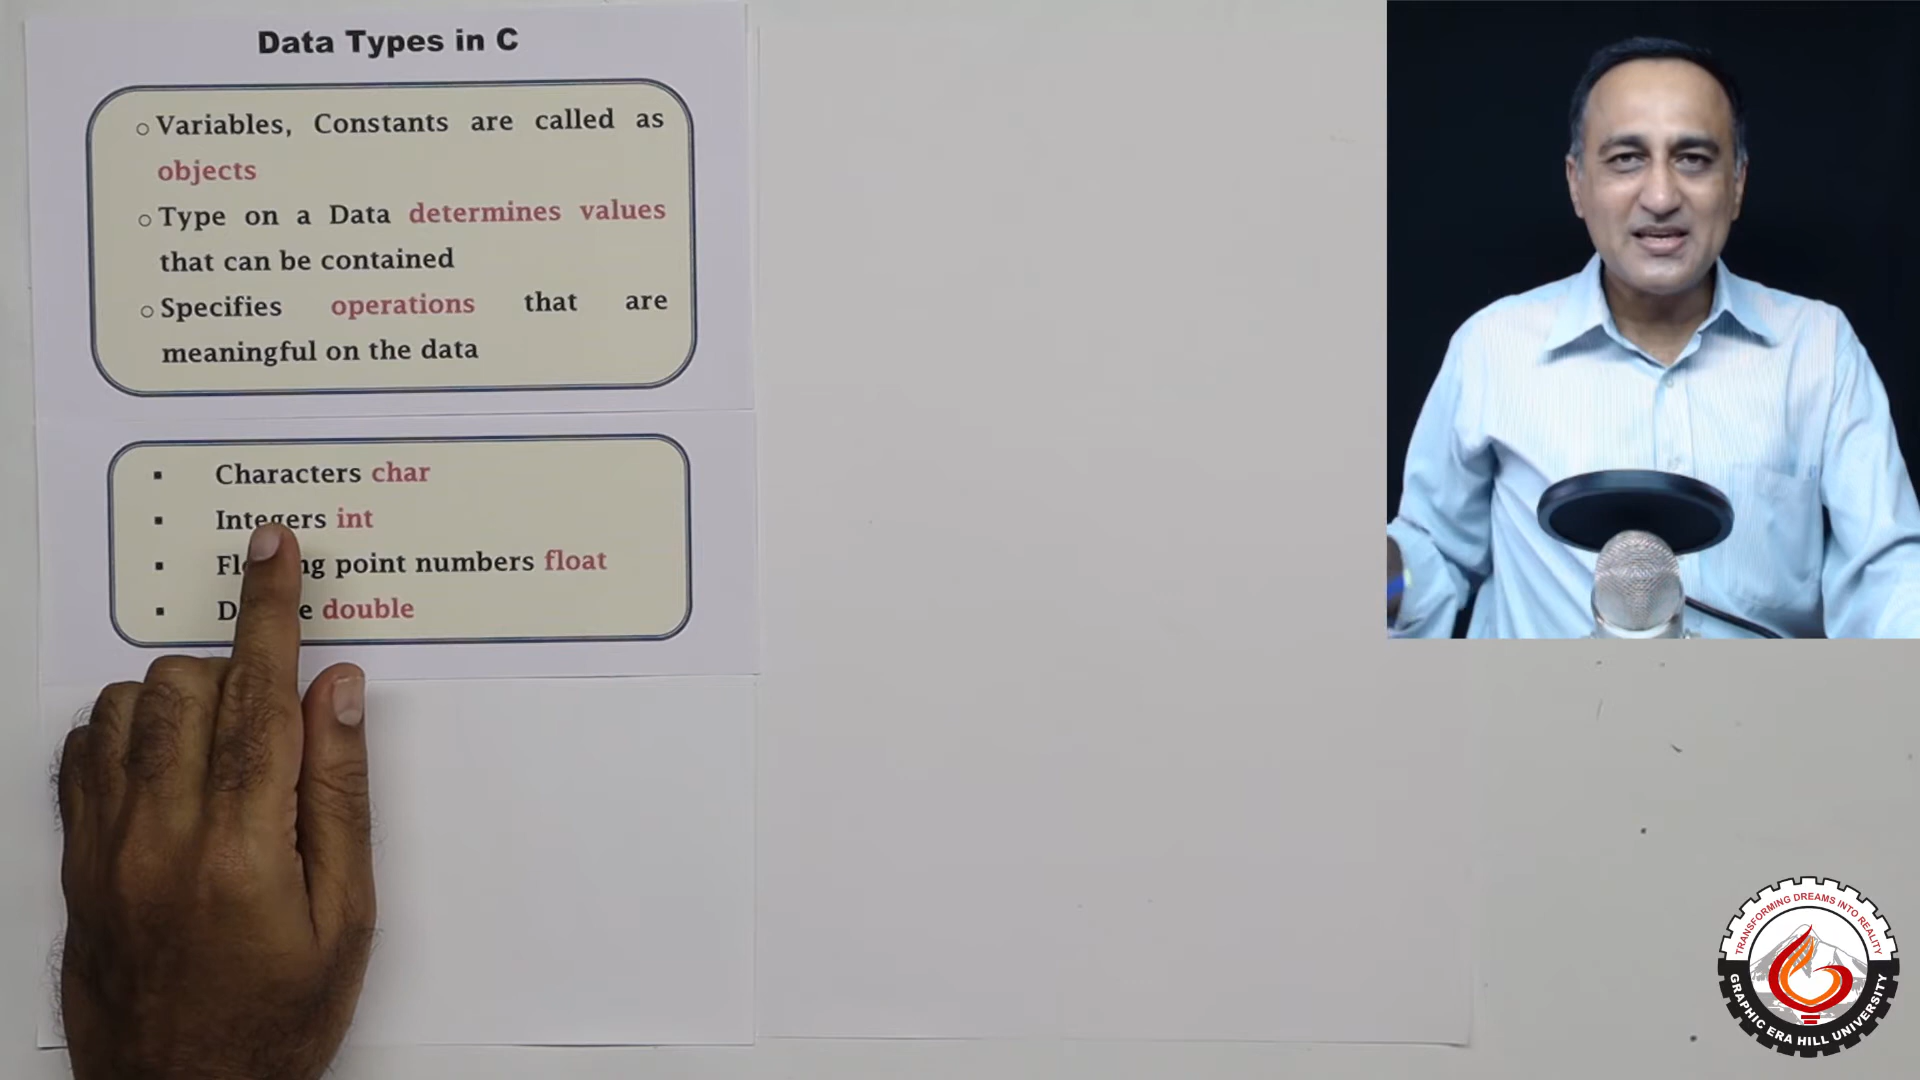 Data Types in C
Variables, Constants are called as
objects
Type on a Data determines values
that can be contained
Specifies operations that are
meaningful on the data
Characters char
Integers int
point numbers float
double
TRANSFORMING DREAMS INTO REALITY
GRAPHIC ERA HILL UNIVERSITY